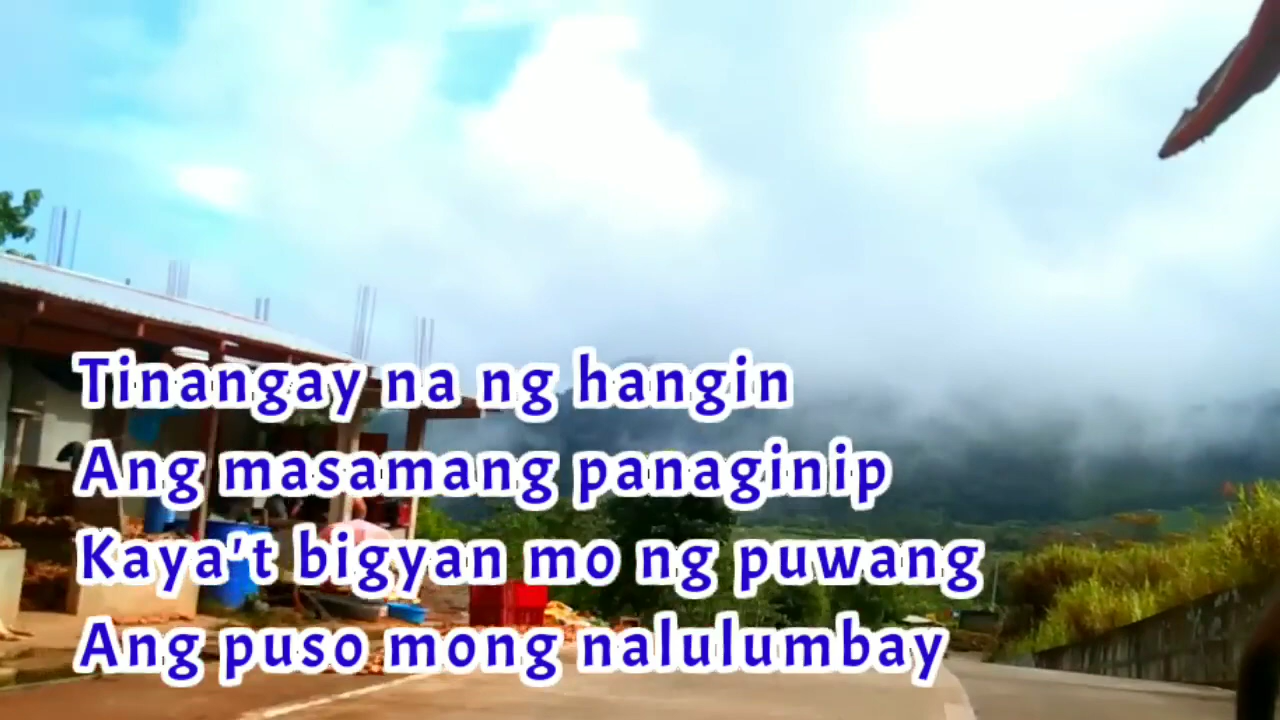 Tinangay na ng hangin
Ang masamang panaginip
Kaya't bigyan mo ng puwang
Ang puso mong nalulumbay